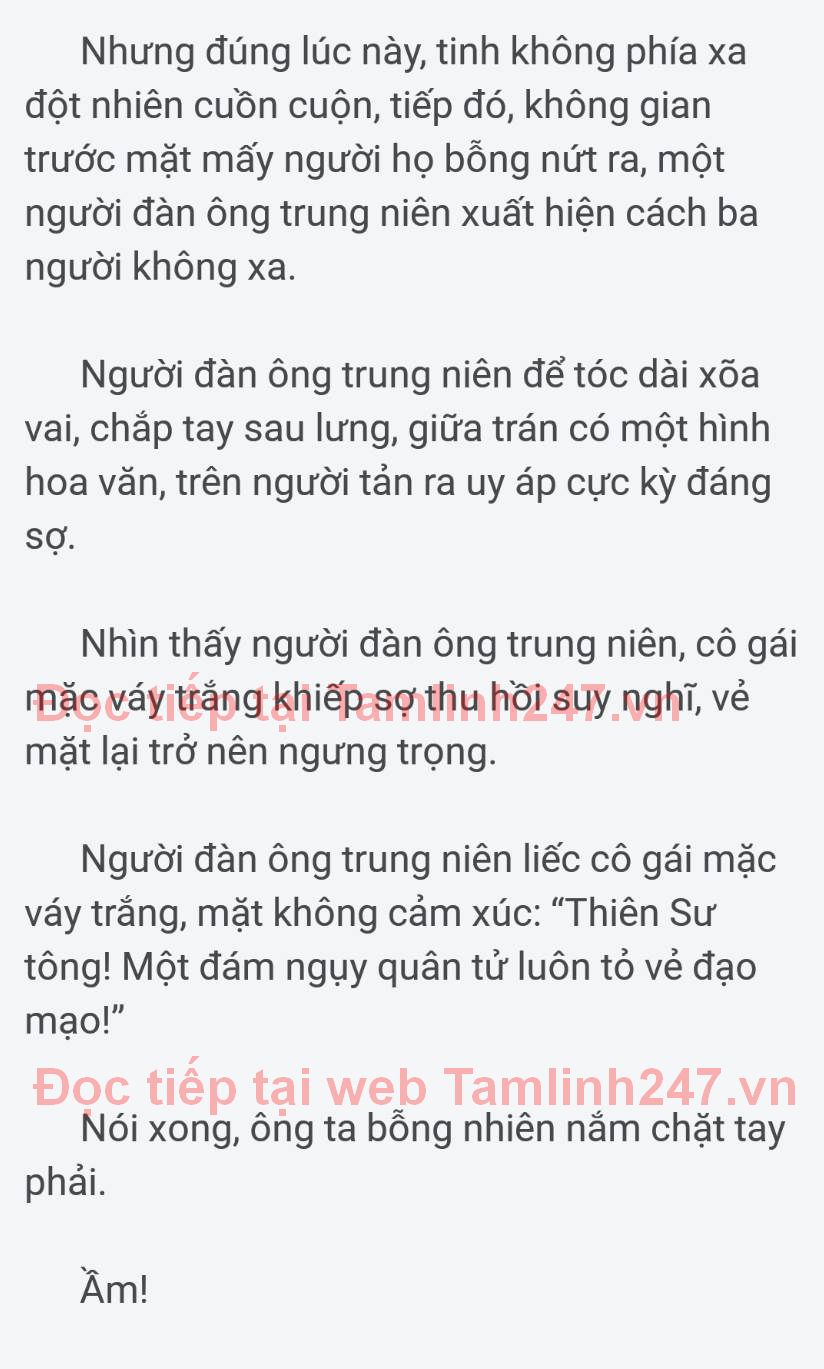 Nhưng đúng lúc này, tinh không phía xa
đột nhiên cuồn cuộn, tiếp đó, không gian
trước mặt mấy người họ bỗng nứt ra, một
người đàn ông trung niên xuất hiện cách ba
người không xa.
Người đàn ông trung niên để tóc dài xõa
vai, chắp tay sau lưng, giữa trán có một hình
hoa văn, trên người tản ra uy áp cực kỳ đáng
sợ.
Nhìn thấy người đàn ông trung niên, cô gái
mặc váy trắng khiếp sợ thu hồi suy nghĩ, vẻ
Đọc tiếp tại Tamlinh247.vn
mặt lại trở nên ngưng trọng.
Người đàn ông trung niên liếc cô gái mặc
váy trắng, mặt không cảm xúc: “Thiên Sư
tông! Một đám ngụy quân tử luôn tỏ vẻ đạo
mạo!”
Đọc tiếp tại web Tamlinh247.vn
Nói xong, ông ta bỗng nhiên nắm chặt tay
phải.
Ầm!